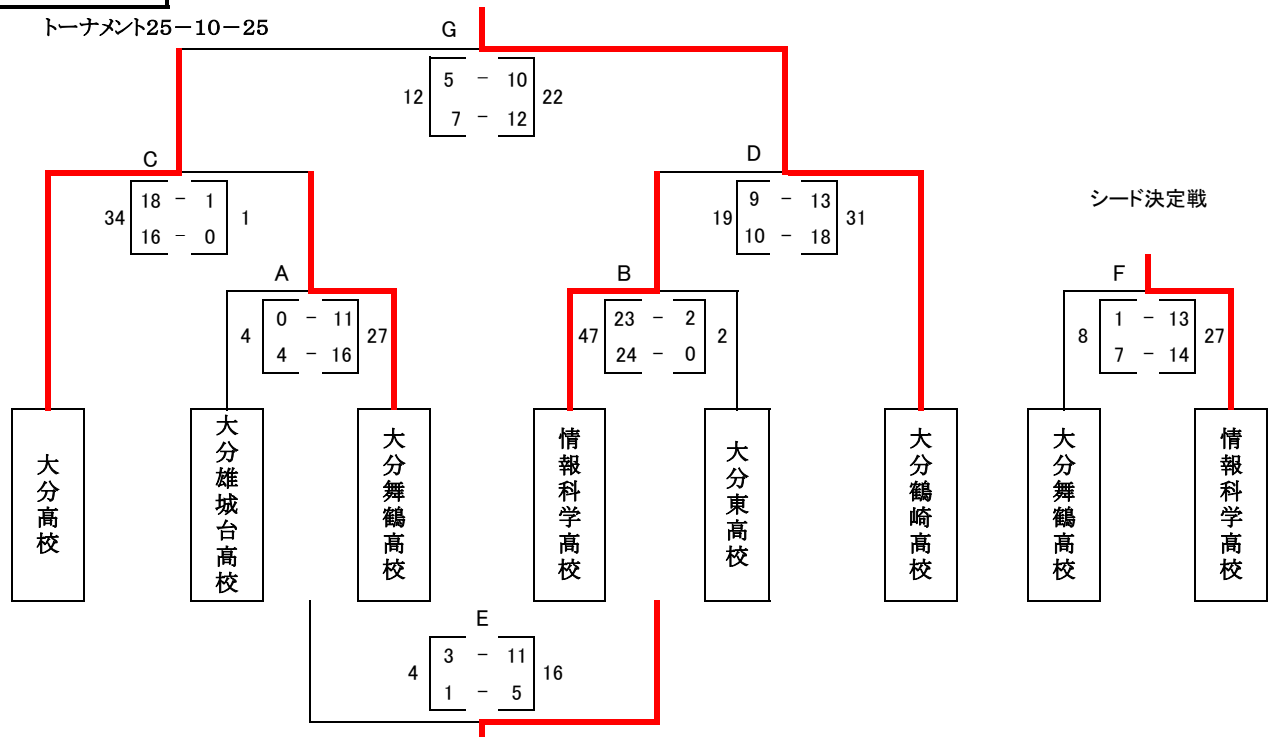 トーナメント25－10－25
G
12 5 － 10 22
7 － 12
C
34 18 － 1 1
16 － 0
D
19 9 － 13 31
10 － 18
シード決定戦
A
4 0 － 11 27
4 － 16
B
47 23 － 2 2
24 － 0
F
8 1 － 13 27
7 － 14
大分高校
大分雄城台高校
大分舞鶴高校
情報科学高校
大分東高校
大分鶴崎高校
大分舞鶴高校
情報科学高校
E
4 3 － 11 16
1 － 5